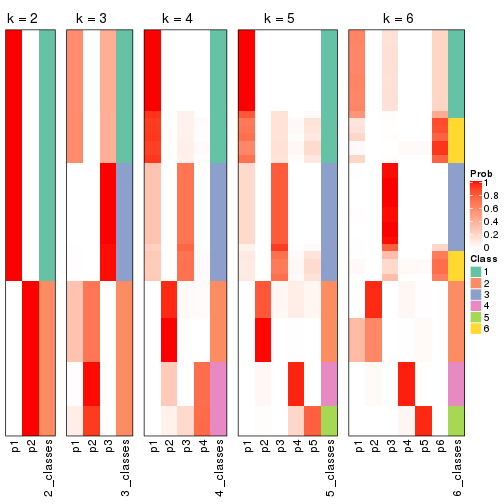 k = 2
k = 3
k = 4
k = 5
k = 6
p1
p2
2_classes
p1
p2
p3
3_classes
p1
p2
p3
p4
4_classes
p1
p2
p3
p4
p5
5_classes
p1
p2
p3
p4
p5
p6
6_classes
Prob
1
0.8
0.6
0.4
0.2
0
Class
1
2
3
4
5
6